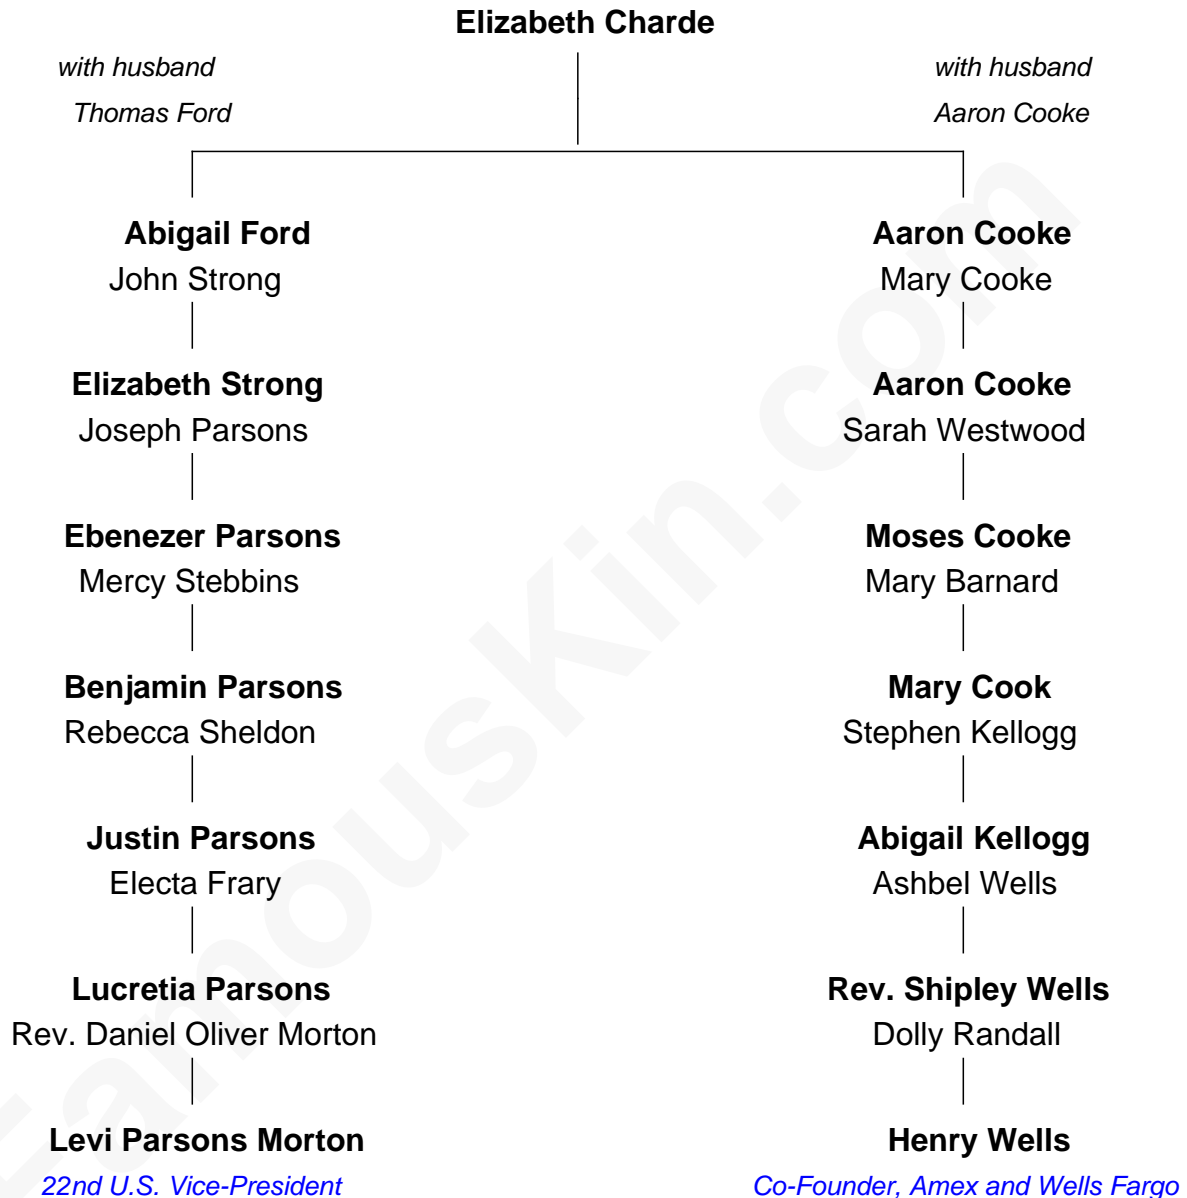 Elizabeth Charde
with husband
Thomas Ford
with husband
Aaron Cooke
Abigail Ford
John Strong
Aaron Cooke
Mary Cooke
Elizabeth Strong
Joseph Parsons
Aaron Cooke
Sarah Westwood
Ebenezer Parsons
Mercy Stebbins
Moses Cooke
Mary Barnard
Benjamin Parsons
Rebecca Sheldon
Mary Cook
Stephen Kellogg
Justin Parsons
Electa Frary
Abigail Kellogg
Ashbel Wells
Lucretia Parsons
Rev. Daniel Oliver Morton
Rev. Shipley Wells
Dolly Randall
Levi Parsons Morton
22nd U.S. Vice-President
Henry Wells
Co-Founder, Amex and Wells Fargo
FamousKin.com